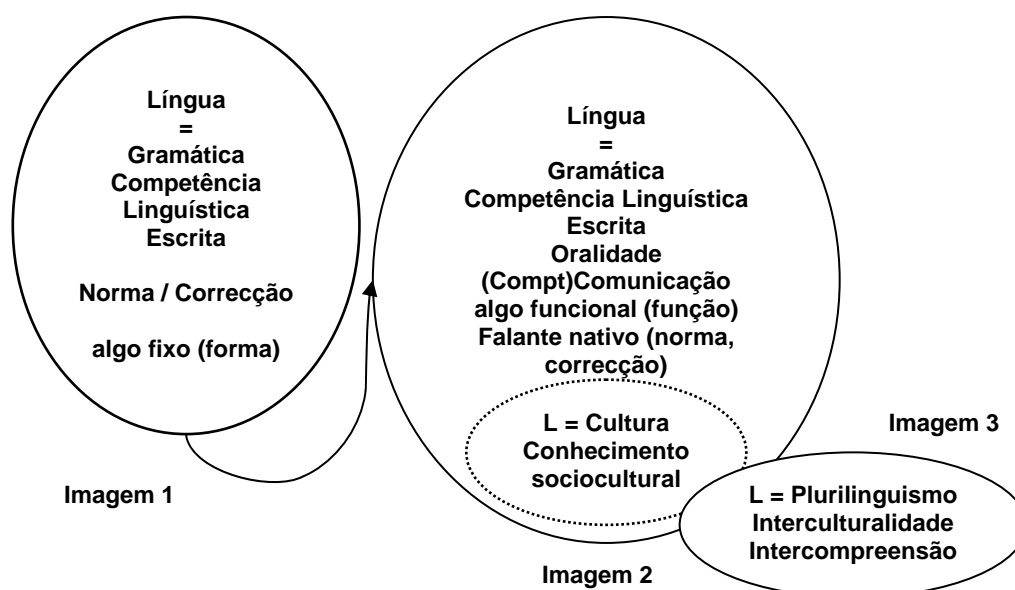 Língua
=
Gramática
Competência
Linguística
Escrita
Norma / Correcção
algo fixo (forma)
Imagem 1
Língua
=
Gramática
Competência Linguística
Escrita
Oralidade
(Compt)Comunicação
algo funcional (função)
Falante nativo (norma,
correcção)
L = Cultura
Conhecimento
sociocultural
Imagem 2
Imagem 3
L = Plurilinguismo
Interculturalidade
Intercompreensão